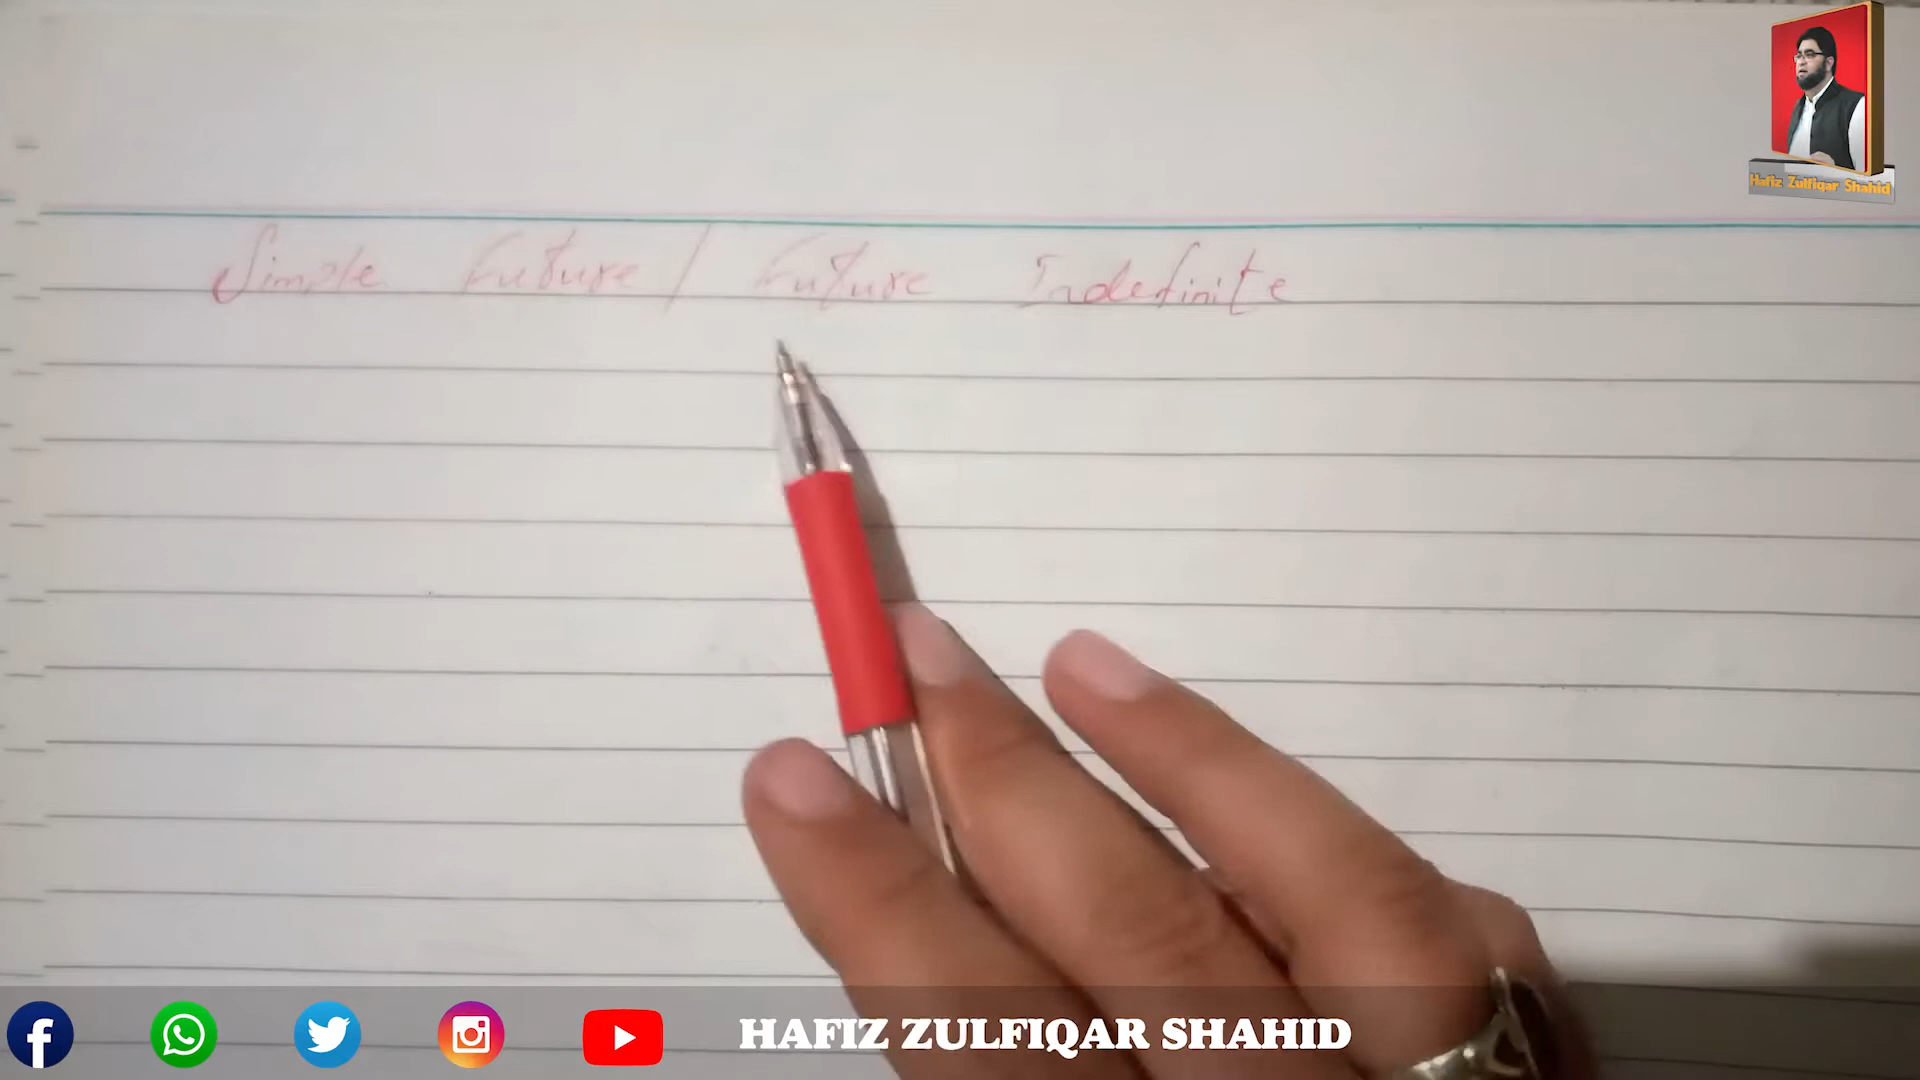 Hafiz Zulfiqar Shahid
Simple Future / Future Indefinite
HAFIZ ZULFIQAR SHAHID